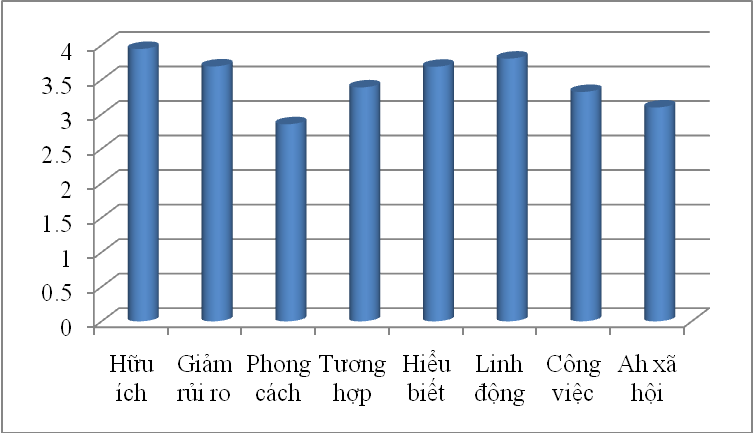 4
3.5
3
2.5
2
1.5
1
0.5
0
Hữu ích
Giảm rủi ro
Phong cách
Tương hợp
Hiểu biết
Linh động
Công việc
Ah xã hội